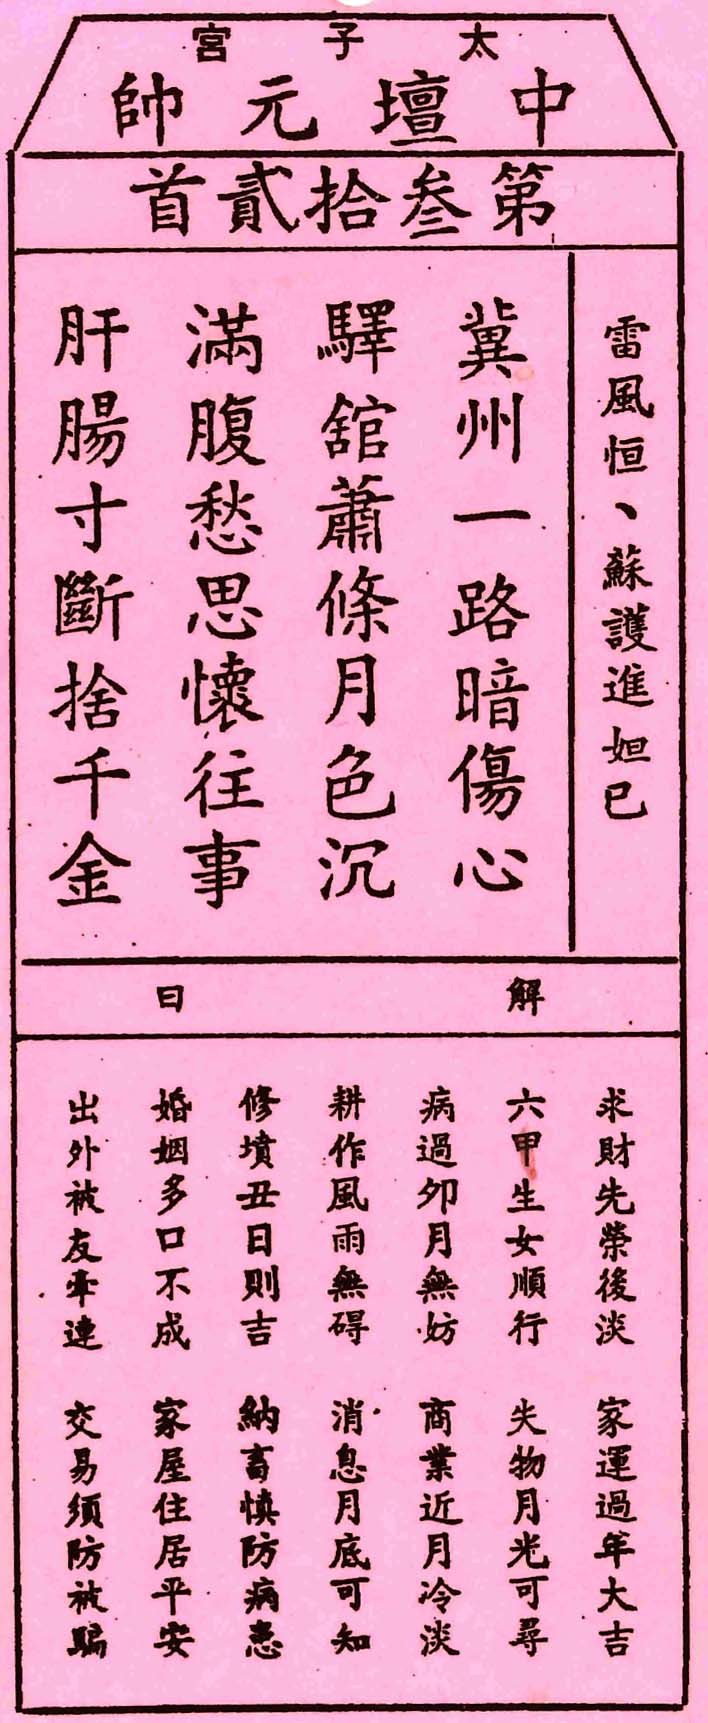 太子宮
中壇元帥
第叁拾貳首
雷風恒、蘇護進妲已
冀州一路暗傷心
驛舘蕭條月色沉
滿腹愁思懷往事
肝腸寸斷捨千金
解曰
求財先榮後淡　家運過年大吉
六甲生女順行　失物月光可尋
病過卯月無妨　商業近月冷淡
耕作風雨無碍　消息月底可知
修墳丑日則吉　納畜慎防病患
婚姻多口不成　家屋住居平安
出外被友牽連　交易須防被騙